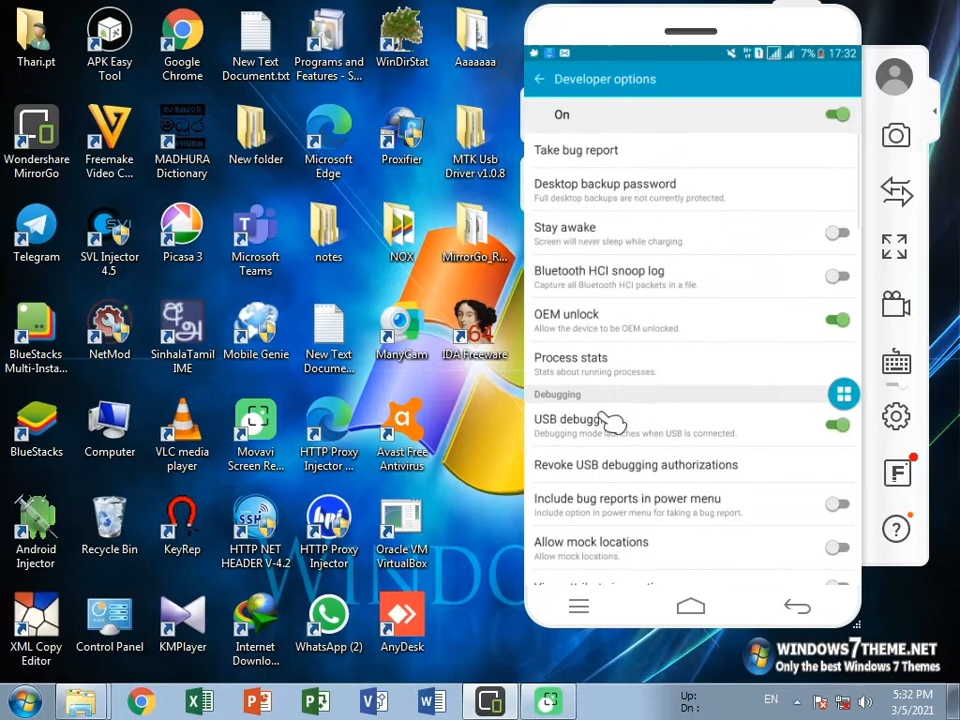 Thari.pt
APK Easy
Tool
Google
Chrome
New Text
Document.txt
Programs and
Features - S...
WinDirStat
Aaaaaaa
Wondershare
MirrorGo
Freemake
Video C...
MADHURA
Dictionary
New folder
Microsoft
Edge
Proxifier
MTK Usb
Driver v1.0.8
Telegram
SVL Injector
4.5
Picasa 3
Microsoft
Teams
notes
NOX
MirrorGo_R...
BlueStacks
Multi-Insta...
NetMod
SinhalaTamil
IME
Mobile Genie
New Text
Docume...
ManyCam
64
IDA Freeware
BlueStacks
Computer
VLC media
player
Movavi
Screen Re...
HTTP Proxy
Injector ...
Avast Free
Antivirus
Android
Injector
Recycle Bin
KeyRep
SSH
HTTP NET
HEADER V-4.2
hpi
HTTP Proxy
Injector
Oracle VM
VirtualBox
XML Copy
Editor
Control Panel
KMPlayer
Internet
Downlo...
WhatsApp (2)
AnyDesk
7% 17:32
Developer options
On
Take bug report
Desktop backup password
Full desktop backups are not currently protected.
Stay awake
Screen will never sleep while charging
Bluetooth HCI snoop log
Capture all Bluetooth HCI packets in a file.
OEM unlock
Allow the device to be OEM unlocked.
Process stats
Stats about running processes.
Debugging
USB debugg
Debugging mode launches when USB is connected.
Revoke USB debugging authorizations
Include bug reports in power menu
Include option in power menu for taking a bug report.
Allow mock locations
Allow mock locations.
WINDOWS7THEME.NET
Only the best Windows 7 Themes
Up:
Dn :
EN
5:32 PM
3/5/2021